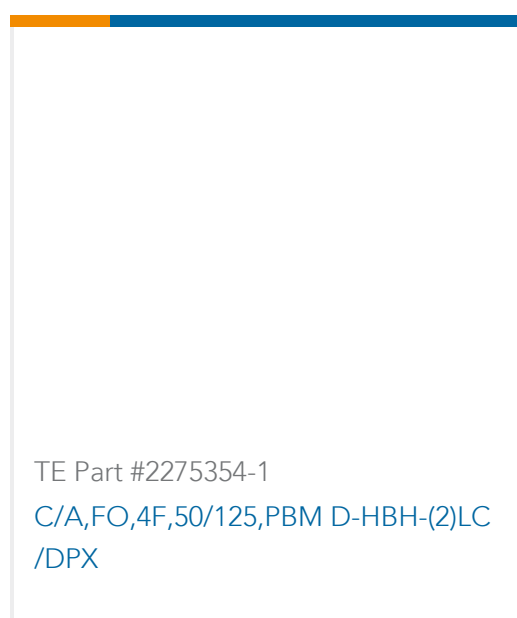 TE Part #2275354-1
C/A,FO,4F,50/125,PBM D-HBH-(2)LC
/DPX